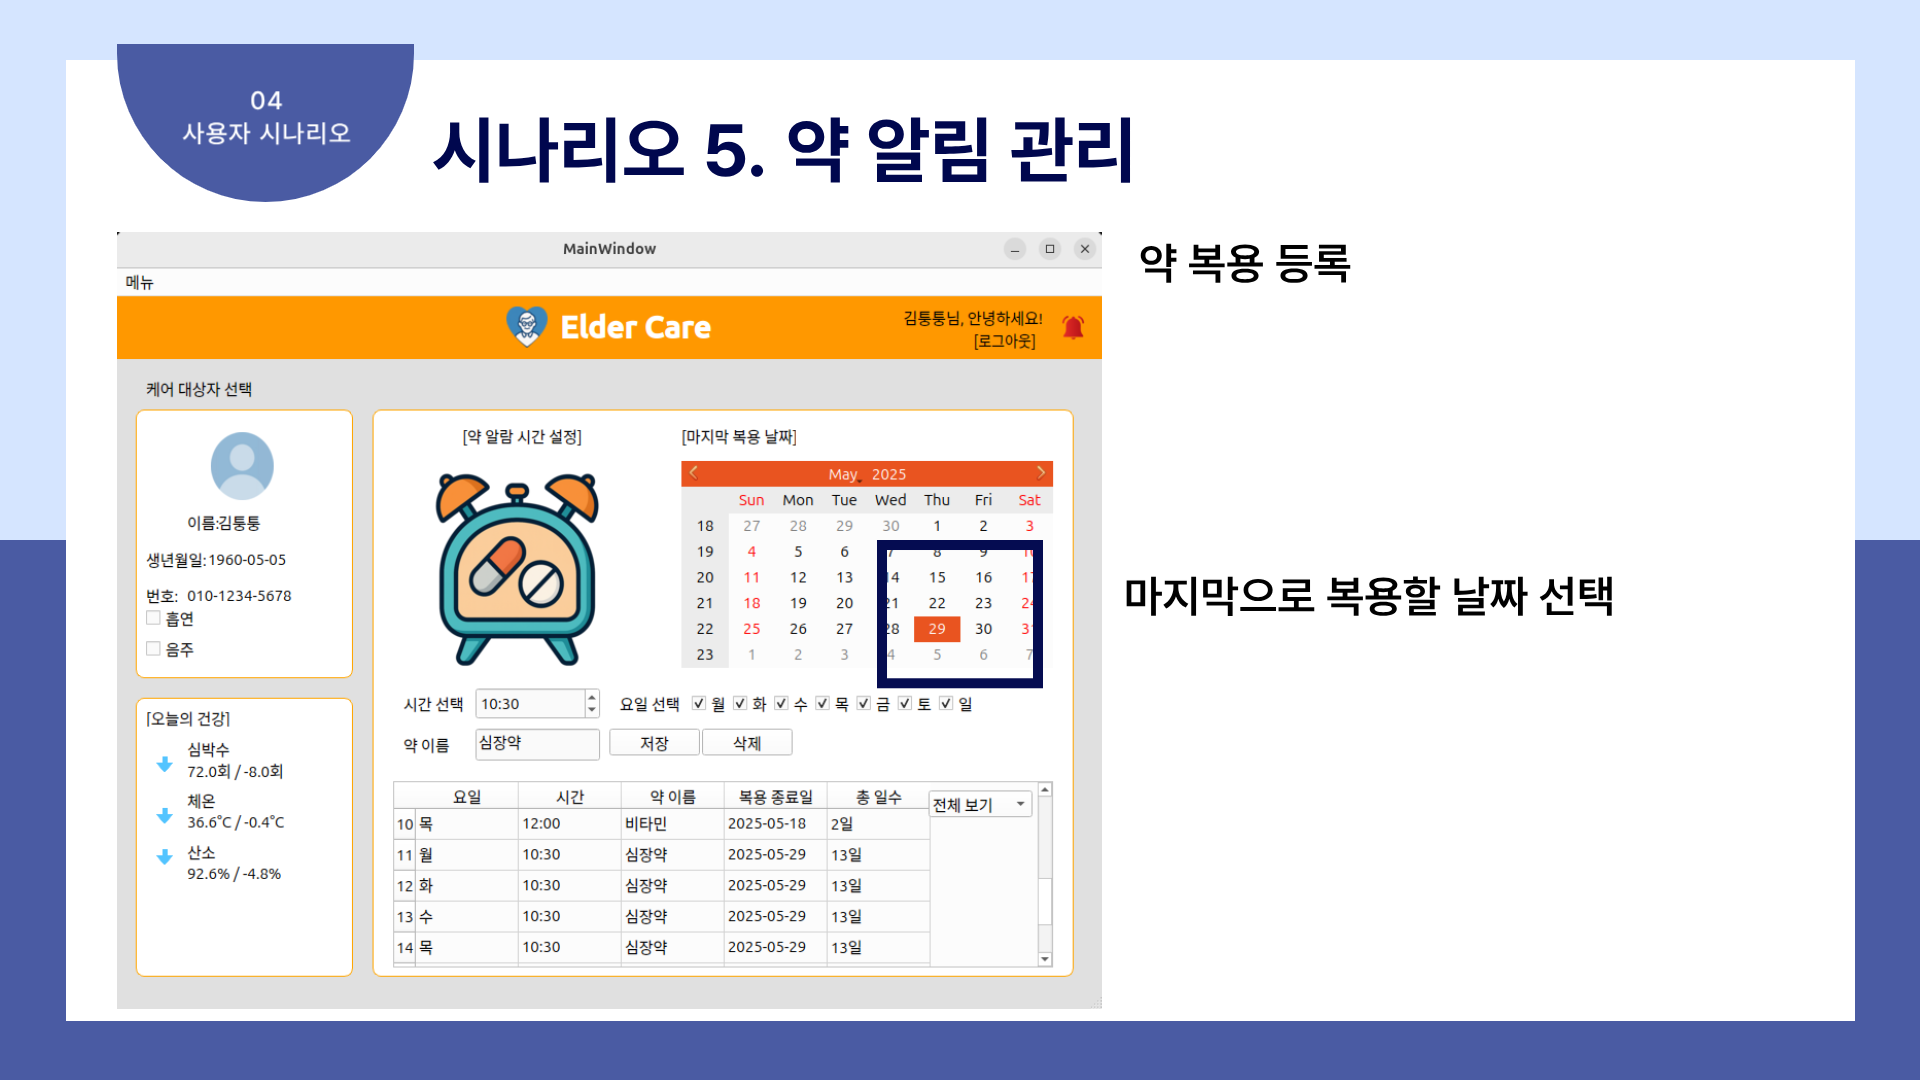 04
사용자 시나리오
시나리오 5. 약 알림 관리
MainWindow
메뉴
Elder Care
김퉁퉁님, 안녕하세요!
[로그아웃]
약 복용 등록
케어 대상자 선택
이름:김퉁퉁
생년월일:1960-05-05
번호: 010-1234-5678
흡연
음주
[오늘의 건강]
심박수
72.0회 / -8.0회
체온
36.6°C / -0.4°C
산소
92.6% / -4.8%
[약 알람 시간 설정]
[마지막 복용 날짜]
May 2025
Sun Mon Tue Wed Thu Fri Sat
18 27 28 29 30 1 2 3
19 4 5 6 7 8 9 10
20 11 12 13 14 15 16 17
21 18 19 20 21 22 23 24
22 25 26 27 28 29 30 31
23 1 2 3 4 5 6 7
마지막으로 복용할 날짜 선택
시간 선택 10:30 요일 선택 월 화 수 목 금 토 일
약 이름 심장약 저장 삭제
요일 시간 약 이름 복용 종료일 총 일수 전체 보기
10 목 12:00 비타민 2025-05-18 2일
11 월 10:30 심장약 2025-05-29 13일
12 화 10:30 심장약 2025-05-29 13일
13 수 10:30 심장약 2025-05-29 13일
14 목 10:30 심장약 2025-05-29 13일